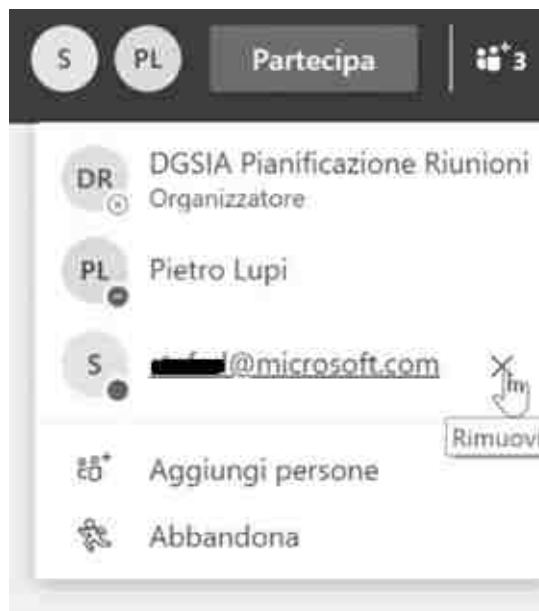 S PL Partecipa 3
DR DGSIA Pianificazione Riunioni
Organizzatore
PL Pietro Lupi
S @microsoft.com
Rimuovi
Aggiungi persone
Abbandona